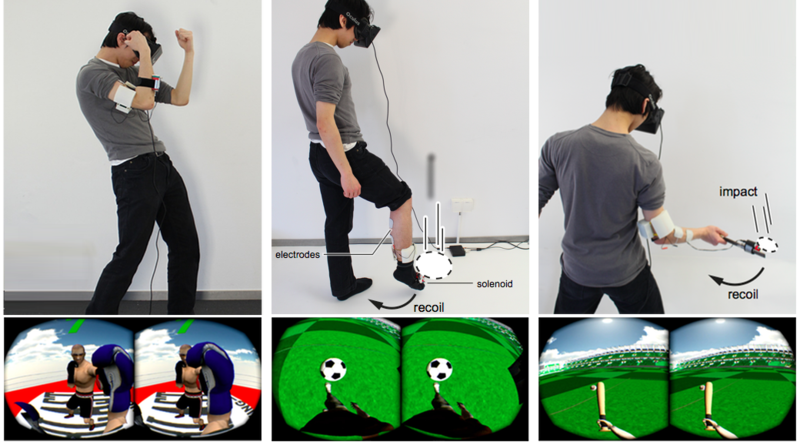 electrodes
solenoid
recoil
impact
recoil